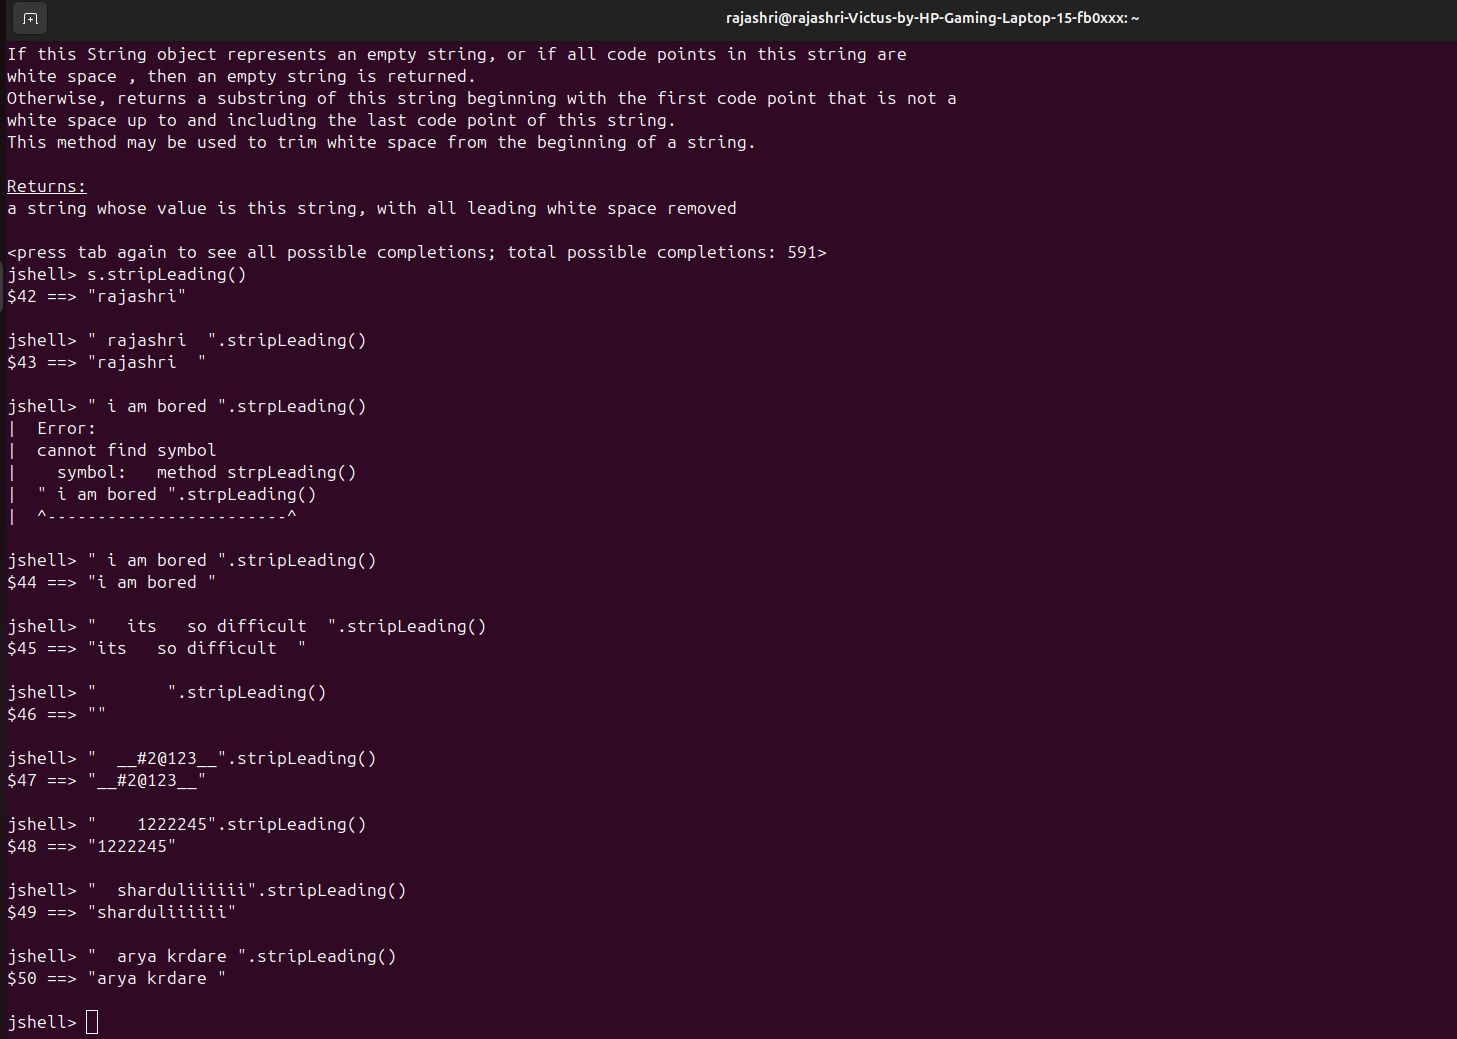 rajashri@rajashri-Victus-by-HP-Gaming-Laptop-15-fb0xxx: ~
If this String object represents an empty string, or if all code points in this string are
white space , then an empty string is returned.
Otherwise, returns a substring of this string beginning with the first code point that is not a
white space up to and including the last code point of this string.
This method may be used to trim white space from the beginning of a string.

Returns:
a string whose value is this string, with all leading white space removed

<press tab again to see all possible completions; total possible completions: 591>
jshell> s.stripLeading()
$42 ==> "rajashri"

jshell> " rajashri  ".stripLeading()
$43 ==> "rajashri  "

jshell> " i am bored ".strpLeading()
|  Error:
|  cannot find symbol
|    symbol:   method strpLeading()
|  " i am bored ".strpLeading()
|  ^------------------------^

jshell> " i am bored ".stripLeading()
$44 ==> "i am bored "

jshell> "   its   so difficult  ".stripLeading()
$45 ==> "its   so difficult  "

jshell> "       ".stripLeading()
$46 ==> ""

jshell> "  __#2@123__".stripLeading()
$47 ==> "__#2@123__"

jshell> "    1222245".stripLeading()
$48 ==> "1222245"

jshell> "  sharduliiiiii".stripLeading()
$49 ==> "sharduliiiiii"

jshell> "  arya krdare ".stripLeading()
$50 ==> "arya krdare "

jshell>